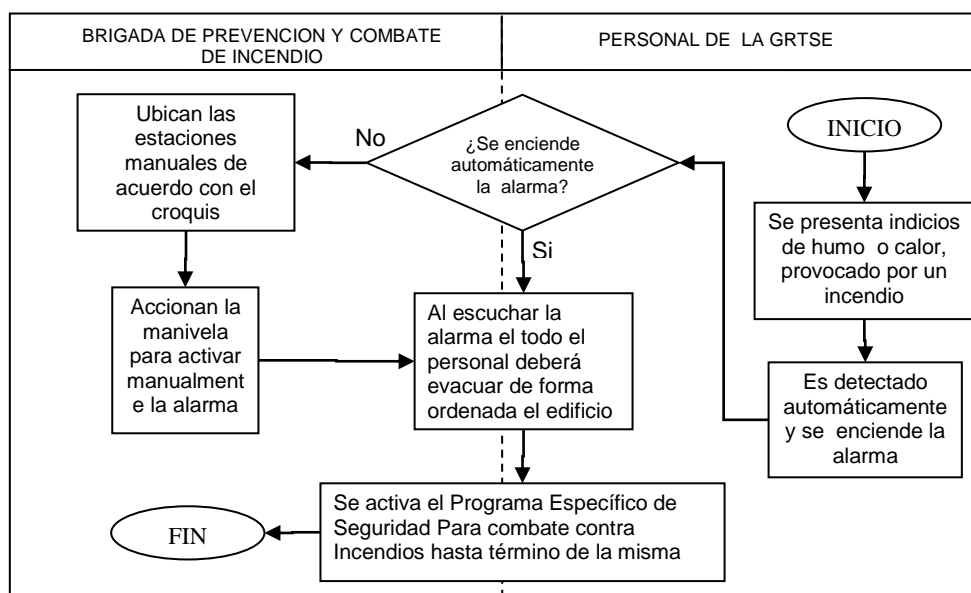 BRIGADA DE PREVENCION Y COMBATE
DE INCENDIO
PERSONAL DE LA GRTSE
INICIO
Se presenta indicios
de humo o calor,
provocado por un
incendio
Es detectado
automáticamente
y se enciende la
alarma
¿Se enciende
automáticamente
la alarma?
No
Ubican las
estaciones
manuales de
acuerdo con el
croquis
Accionan la
manivela
para activar
manualment
e la alarma
Si
Al escuchar la
alarma el todo el
personal deberá
evacuar de forma
ordenada el edificio
Se activa el Programa Específico de
Seguridad Para combate contra
Incendios hasta término de la misma
FIN